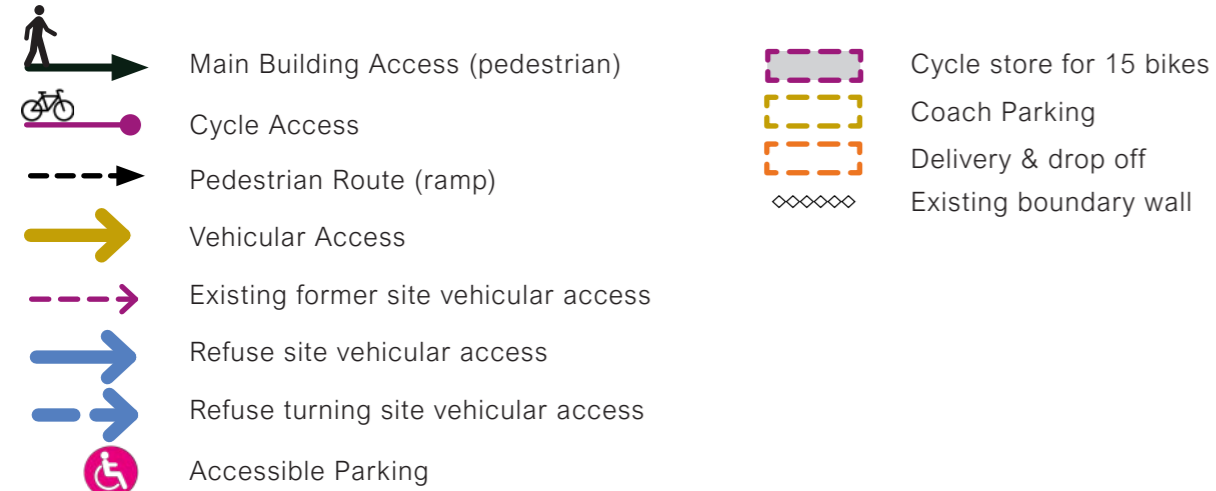 Main Building Access (pedestrian)
Cycle Access
Pedestrian Route (ramp)
Vehicular Access
Existing former site vehicular access
Refuse site vehicular access
Refuse turning site vehicular access
Accessible Parking
Cycle store for 15 bikes
Coach Parking
Delivery & drop off
Existing boundary wall